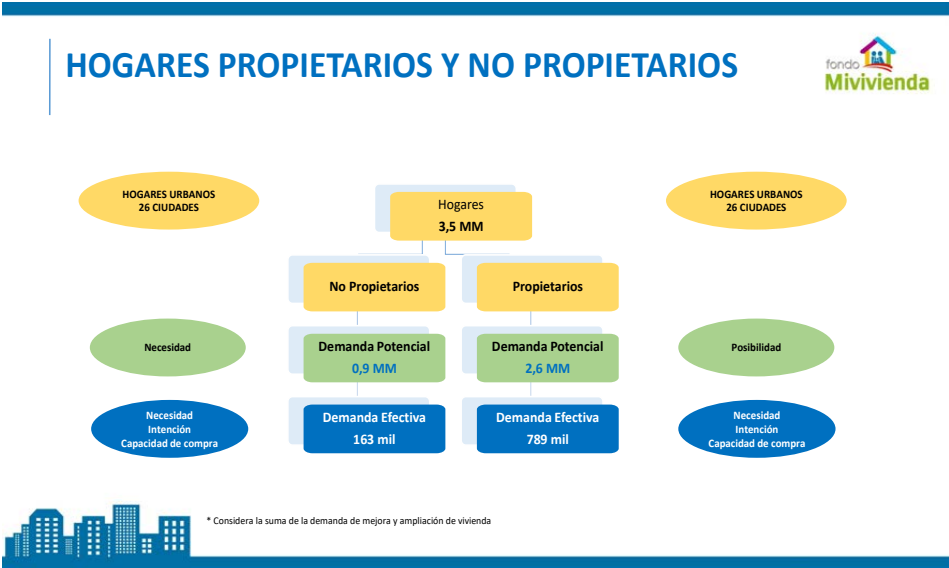 HOGARES PROPIETARIOS Y NO PROPIETARIOS
fondo
Mivivienda
HOGARES URBANOS
26 CIUDADES
Hogares
3,5 MM
HOGARES URBANOS
26 CIUDADES
No Propietarios
Propietarios
Necesidad
Demanda Potencial
0,9 MM
Demanda Potencial
2,6 MM
Posibilidad
Necesidad
Intención
Capacidad de compra
Demanda Efectiva
163 mil
Demanda Efectiva
789 mil
Necesidad
Intención
Capacidad de compra
* Considera la suma de la demanda de mejora y ampliación de vivienda